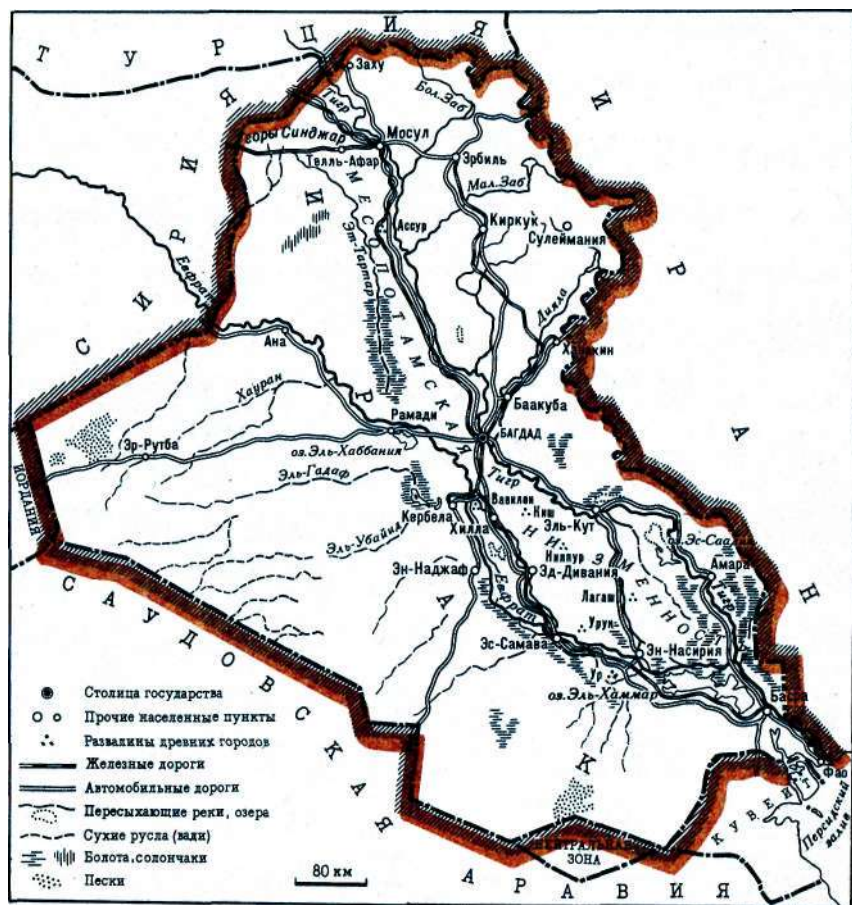 ТУРЦИЯ
СИРИЯ
ИРАН
ИРАК
ИОРДАНИЯ
САУДОВСКАЯ
АРАВИЯ
КУВЕЙТ
ЦЕНТРАЛЬНАЯ
ЗОНА
Персидский
залив
Заху
Тигр
Бол. Заб
горы Синджар
Мосул
Телль-Афар
Эрбиль
Мал. Заб
МЕСОПОТАМСКАЯ
НИЗМЕННОСТЬ
Ассур
Киркук
Сулеймания
Эт-Тартар
Евфрат
Дияла
Ана
Ханакин
Хауран
Баакуба
Рамади
БАГДАД
Эр-Рутба
оз. Эль-Хаббания
Эль-Гадаф
Тигр
Вавилон
Киш
Кербела
Хилла
Эль-Кут
Эль-Убайид
Ниппур
оз. Эс-Саадия
Амара
Эн-Наджаф
Эд-Дивания
Евфрат
Лагаш
Тигр
Урук
Эс-Самава
Эн-Насирия
Ур
оз. Эль-Хаммар
Басра
Фао
Столица государства
Прочие населенные пункты
Развалины древних городов
Железные дороги
Автомобильные дороги
Пересыхающие реки, озера
Сухие русла (вади)
Болота, солончаки
Пески
80 км